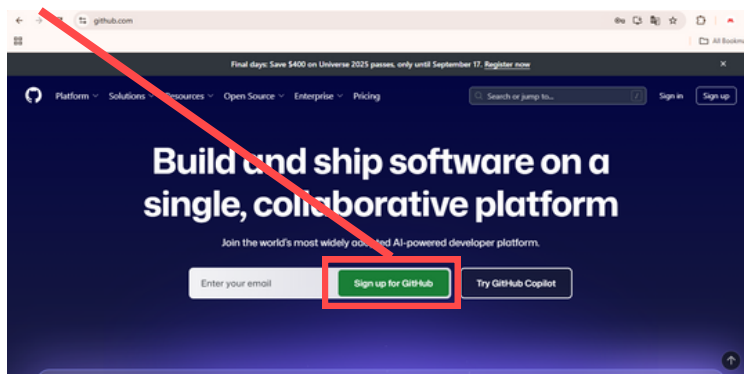 github.com
All Bookma
Final days: Save $400 on Universe 2025 passes, only until September 17. Register now
Platform Solutions Resources Open Source Enterprise Pricing Search or jump to... / Sign in Sign up
Build and ship software on a
single, collaborative platform
Join the world's most widely adopted AI-powered developer platform.
Enter your email Sign up for GitHub Try GitHub Copilot